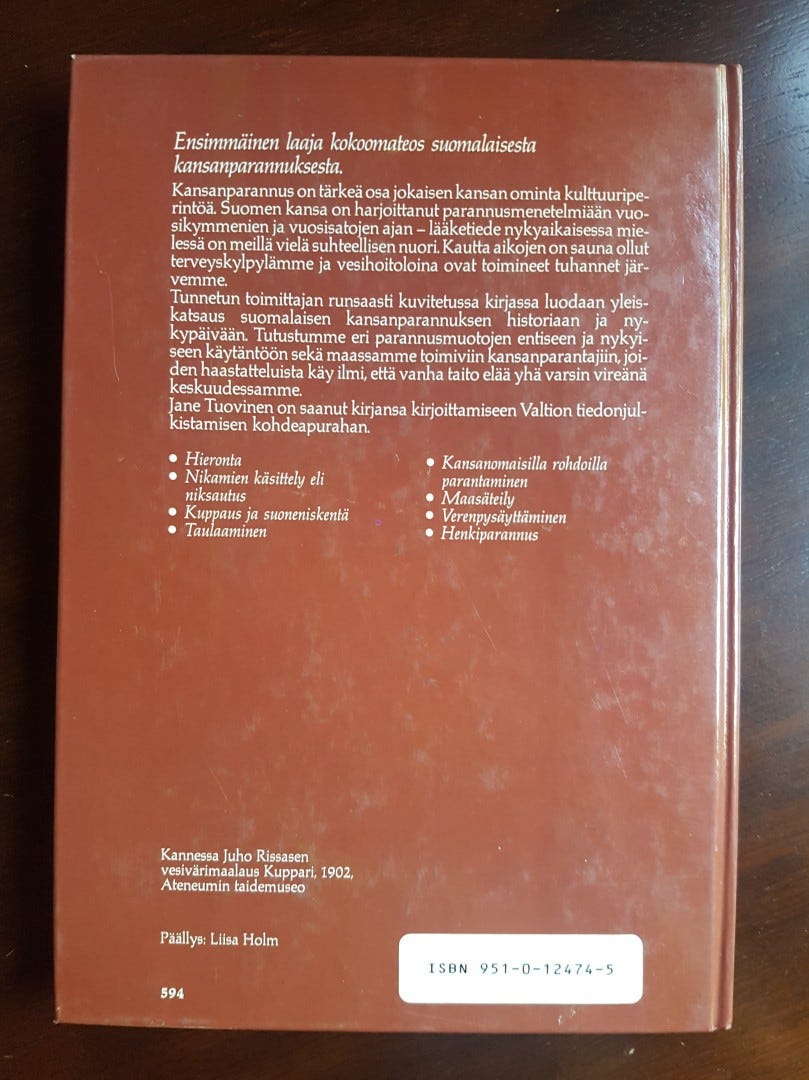 Ensimmäinen laaja kokoomateos suomalaisesta
kansanparannuksesta.
Kansanparannus on tärkeä osa jokaisen kansan ominta kulttuuripe-
rintöä. Suomen kansa on harjoittanut parannusmenetelmiään vuo-
sikymmenien ja vuosisatojen ajan – lääketiede nykyaikaisessa mie-
lessä on meillä vielä suhteellisen nuori. Kautta aikojen on sauna ollut
terveyskylpylämme ja vesihoitoloina ovat toimineet tuhannet jär-
vemme.
Tunnetun toimittajan runsaasti kuvitetussa kirjassa luodaan yleis-
katsaus suomalaisen kansanparannuksen historiaan ja ny-
kypäivään. Tutustumme eri parannusmuotojen entiseen ja nykyi-
seen käytäntöön sekä maassamme toimiviin kansanparantajiin, joi-
den haastatteluista käy ilmi, että vanha taito elää yhä varsin vireänä
keskuudessamme.
Jane Tuovinen on saanut kirjansa kirjoittamiseen Valtion tiedonjul-
kistamisen kohdeapurahan.
• Hieronta
• Nikamien käsittely eli
niksautus
• Kuppaus ja suoneniskentä
• Taulaaminen
• Kansanomaisilla rohdoilla
parantaminen
• Maasäteily
• Verenpysäyttäminen
• Henkiparannus
Kannessa Juho Rissasen
vesivärimaalaus Kuppari, 1902,
Ateneumin taidemuseo
Päällys: Liisa Holm
594
ISBN 951-0-12474-5